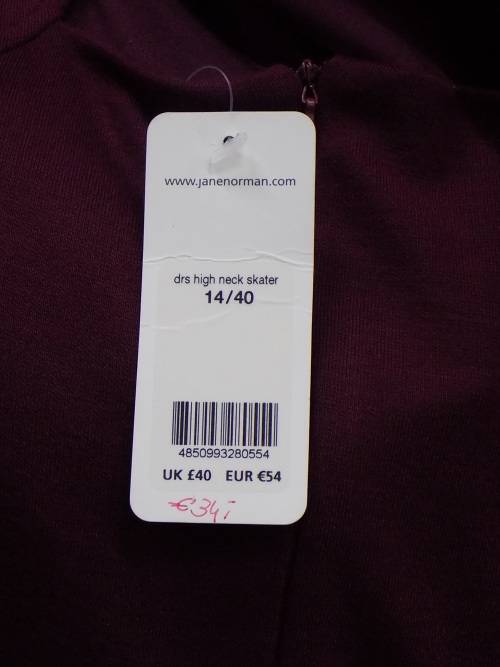 www.janenorman.com
drs high neck skater
14/40
4850993280554
UK £40 EUR €54
€34,-